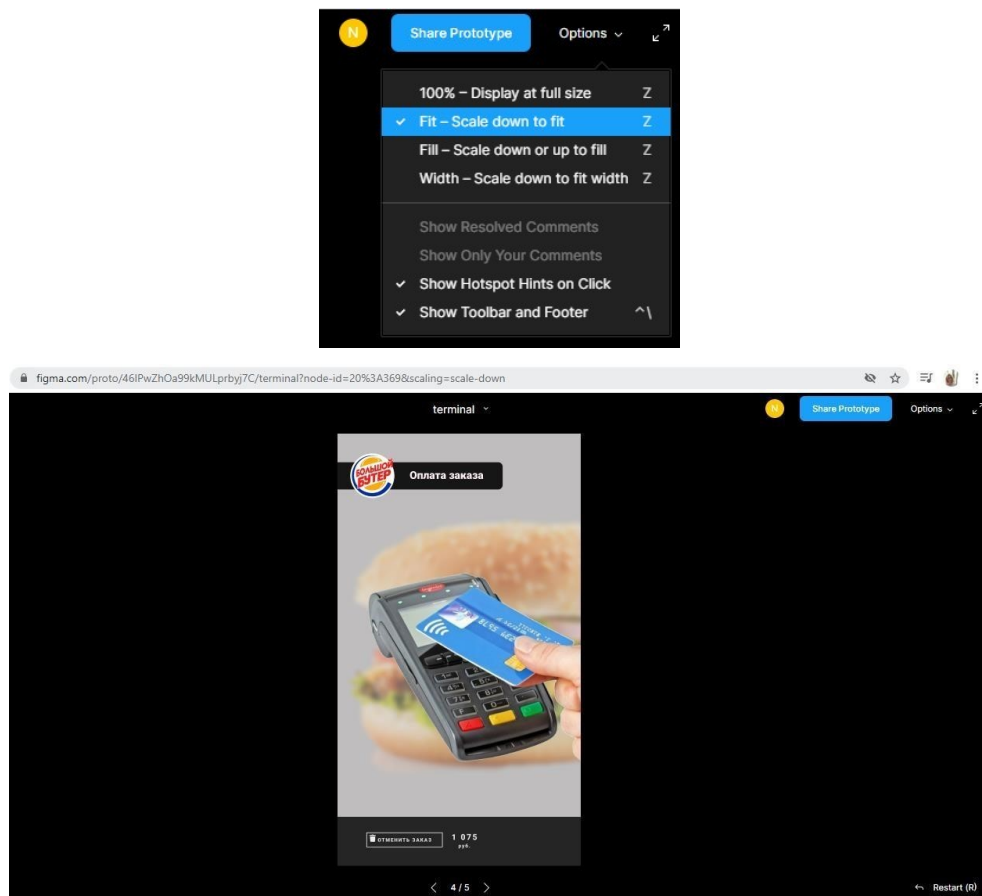 N Share Prototype Options
100% – Display at full size Z
Fit – Scale down to fit Z
Fill – Scale down or up to fill Z
Width – Scale down to fit width Z
Show Resolved Comments
Show Only Your Comments
Show Hotspot Hints on Click
Show Toolbar and Footer ^\
figma.com/proto/46lPwZhOa99kMULprbyj7C/terminal?node-id=20%3A369&scaling=scale-down
terminal N Share Prototype Options
БОЛЬШОЙ
БУТЕР
Оплата заказа
ОТМЕНИТЬ ЗАКАЗ 1 075
руб.
4 / 5 Restart (R)